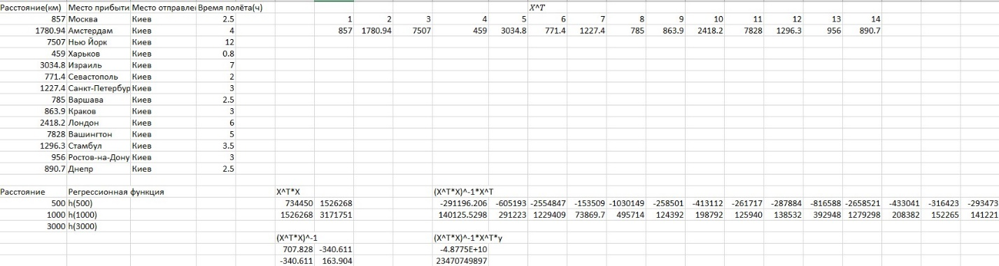 Расстояние(км) Место прибыти Место отправлен Время полёта(ч) X^T
857 Москва Киев 2.5 1 2 3 4 5 6 7 8 9 10 11 12 13 14
1780.94 Амстердам Киев 4 857 1780.94 7507 459 3034.8 771.4 1227.4 785 863.9 2418.2 7828 1296.3 956 890.7
7507 Нью Йорк Киев 12
459 Харьков Киев 0.8
3034.8 Израиль Киев 7
771.4 Севастополь Киев 2
1227.4 Санкт-Петербур Киев 3
785 Варшава Киев 2.5
863.9 Краков Киев 3
2418.2 Лондон Киев 6
7828 Вашингтон Киев 5
1296.3 Стамбул Киев 3.5
956 Ростов-на-Дону Киев 3
890.7 Днепр Киев 2.5
Расстояние Регрессионная функция X^T*X (X^T*X)^-1*X^T
500 h(500) 734450 1526268 -291196.206 -605193 -2554847 -153509 -1030149 -258501 -413112 -261717 -287884 -816588 -2658521 -433041 -316423 -293473
1000 h(1000) 1526268 3171751 140125.5298 291223 1229409 73869.7 495714 124392 198792 125940 138532 392948 1279298 208382 152265 141221
3000 h(3000)
(X^T*X)^-1 (X^T*X)^-1*X^T*y
707.828 -340.611 -4.8775E+10
-340.611 163.904 23470749897